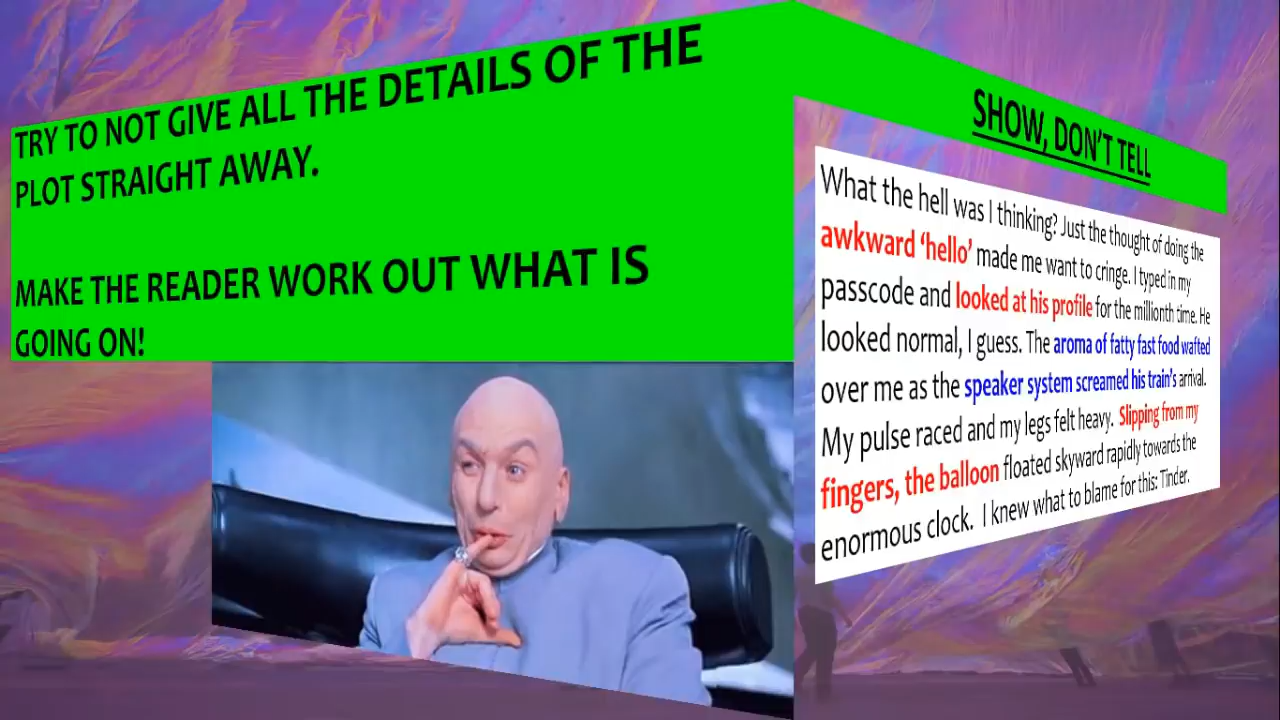 TRY TO NOT GIVE ALL THE DETAILS OF THE
PLOT STRAIGHT AWAY.
MAKE THE READER WORK OUT WHAT IS
GOING ON!
SHOW, DON'T TELL
What the hell was I thinking? Just the thought of doing the
awkward ‘hello’ made me want to cringe. I typed in my
passcode and looked at his profile for the millionth time. He
looked normal, I guess. The aroma of fatty fast food wafted
over me as the speaker system screamed his train's arrival.
My pulse raced and my legs felt heavy. Slipping from my
fingers, the balloon floated skyward rapidly towards the
enormous clock. I knew what to blame for this: Tinder.